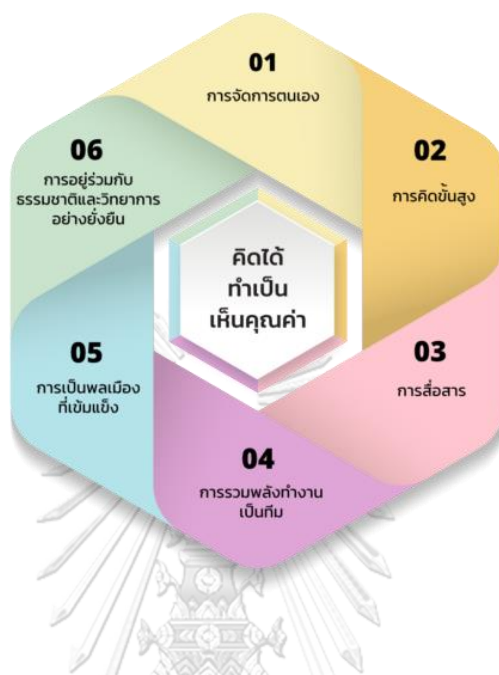 01
การจัดการตนเอง
02
การคิดขั้นสูง
03
การสื่อสาร
04
การรวมพลังทำงาน
เป็นทีม
05
การเป็นพลเมือง
ที่เข้มแข็ง
06
การอยู่ร่วมกับ
ธรรมชาติและวิทยาการ
อย่างยั่งยืน
คิดได้
ทำเป็น
เห็นคุณค่า